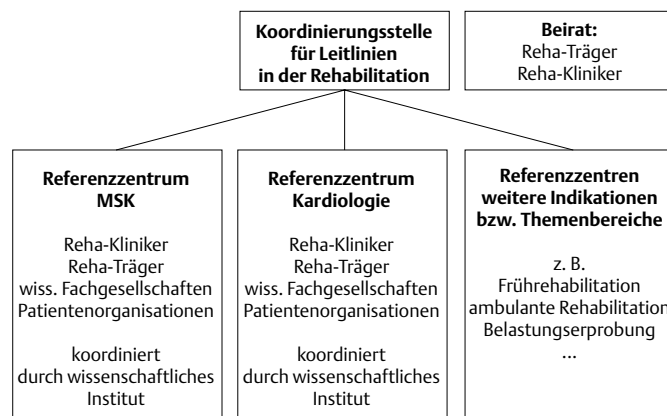 Koordinierungsstelle
für Leitlinien
in der Rehabilitation
Beirat:
Reha-Träger
Reha-Kliniker
Referenzzentrum
MSK
Reha-Kliniker
Reha-Träger
wiss. Fachgesellschaften
Patientenorganisationen
koordiniert
durch wissenschaftliches
Institut
Referenzzentrum
Kardiologie
Reha-Kliniker
Reha-Träger
wiss. Fachgesellschaften
Patientenorganisationen
koordiniert
durch wissenschaftliches
Institut
Referenzzentren
weitere Indikationen
bzw. Themenbereiche
z. B.
Frührehabilitation
ambulante Rehabilitation
Belastungserprobung
...